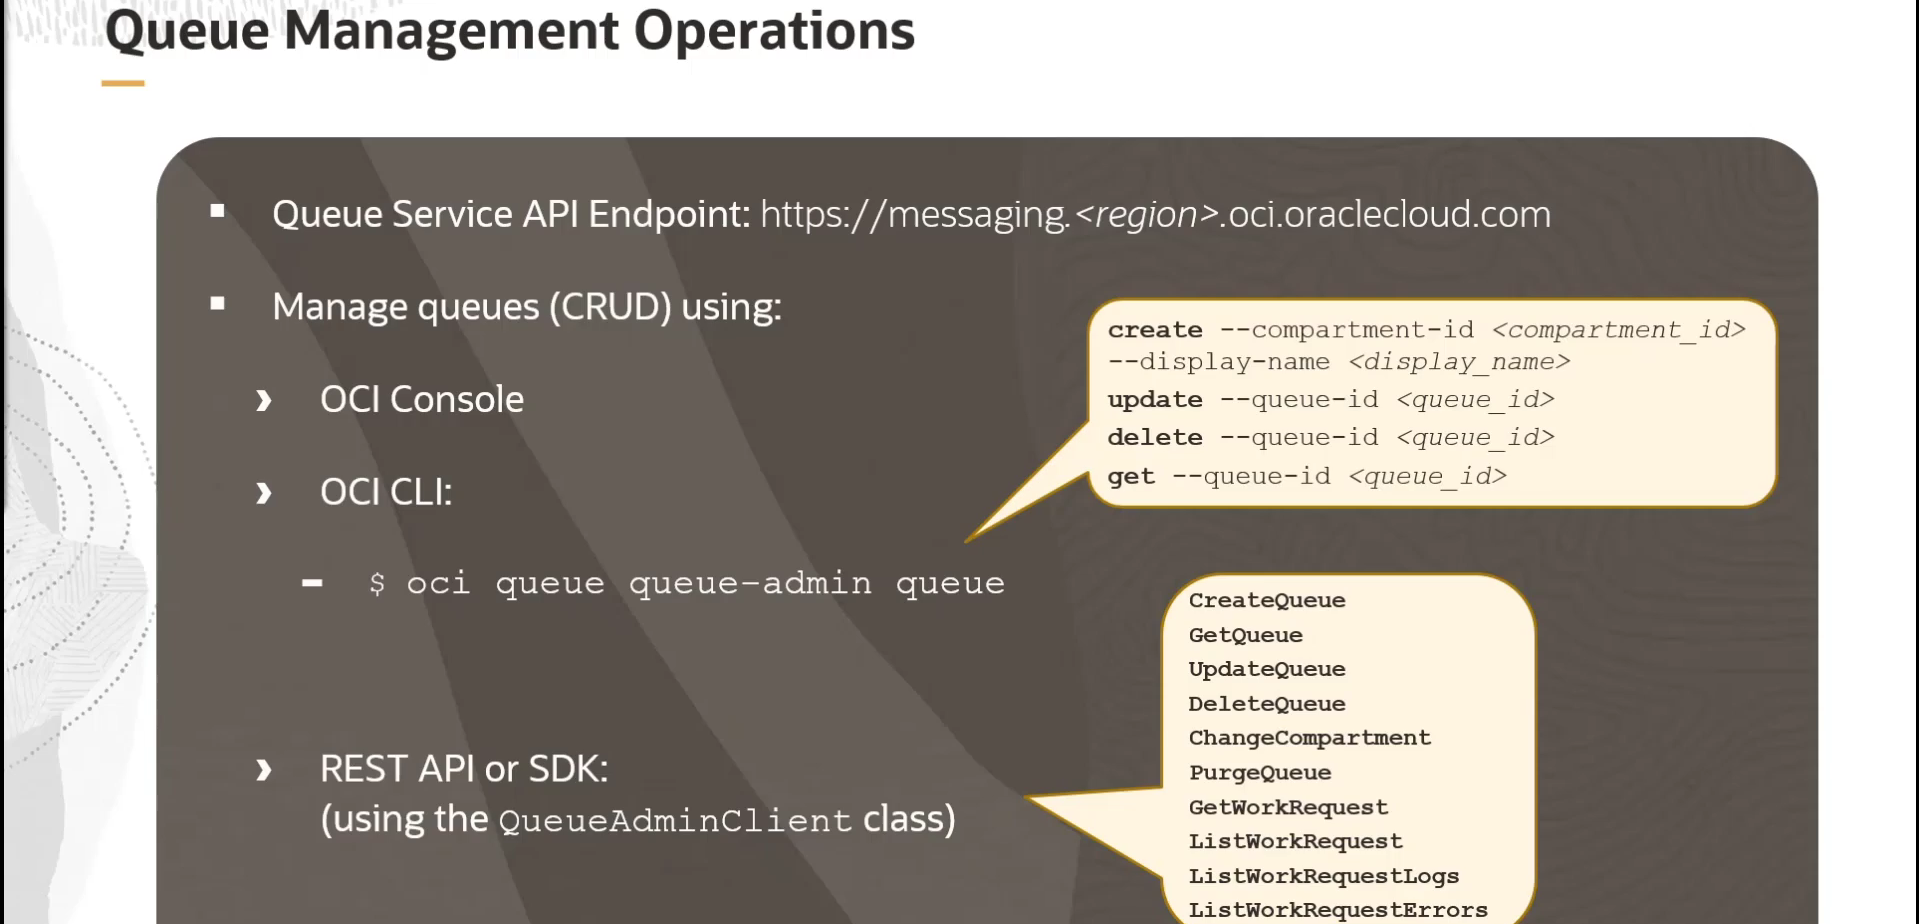 Queue Management Operations
Queue Service API Endpoint: https://messaging.<region>.oci.oraclecloud.com
Manage queues (CRUD) using:
› OCI Console
› OCI CLI:
– $ oci queue queue-admin queue
create --compartment-id <compartment_id>
--display-name <display_name>
update --queue-id <queue_id>
delete --queue-id <queue_id>
get --queue-id <queue_id>
› REST API or SDK:
(using the QueueAdminClient class)
CreateQueue
GetQueue
UpdateQueue
DeleteQueue
ChangeCompartment
PurgeQueue
GetWorkRequest
ListWorkRequest
ListWorkRequestLogs
ListWorkRequestErrors